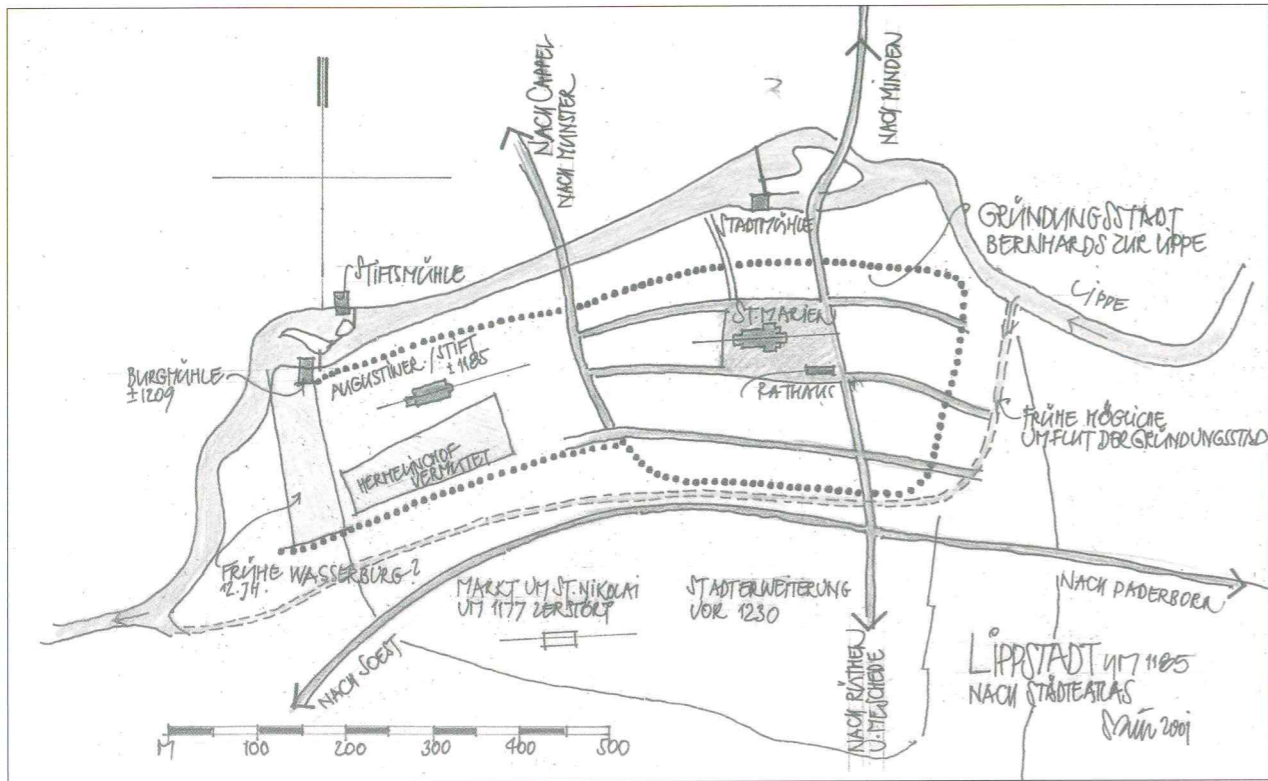 NACH CAPPEL
NACH MÜNSTER
NACH MINDEN
STADTMÜHLE
GRÜNDUNGSSTADT
BERNHARDS ZUR LIPPE
LIPPE
STIFTSMÜHLE
BURGMÜHLE
±1209
AUGUSTINER-/STIFT
±1185
ST. MARIEN
RATHAUS
FRÜHE MÖGLICHE
UMFLUT DER GRÜNDUNGSSTAD
HERMELINGHOF
VERMUTET
FRÜHE WASSERBURG?
12. JH.
MARKT UM ST. NIKOLAI
UM 1177 ZERSTÖRT
STADTERWEITERUNG
VOR 1230
NACH PADERBORN
NACH SOEST
NACH RÜTHEN
U. MESCHEDE
LIPPSTADT UM 1185
NACH STÄDTEATLAS
2001
M 100 200 300 400 500